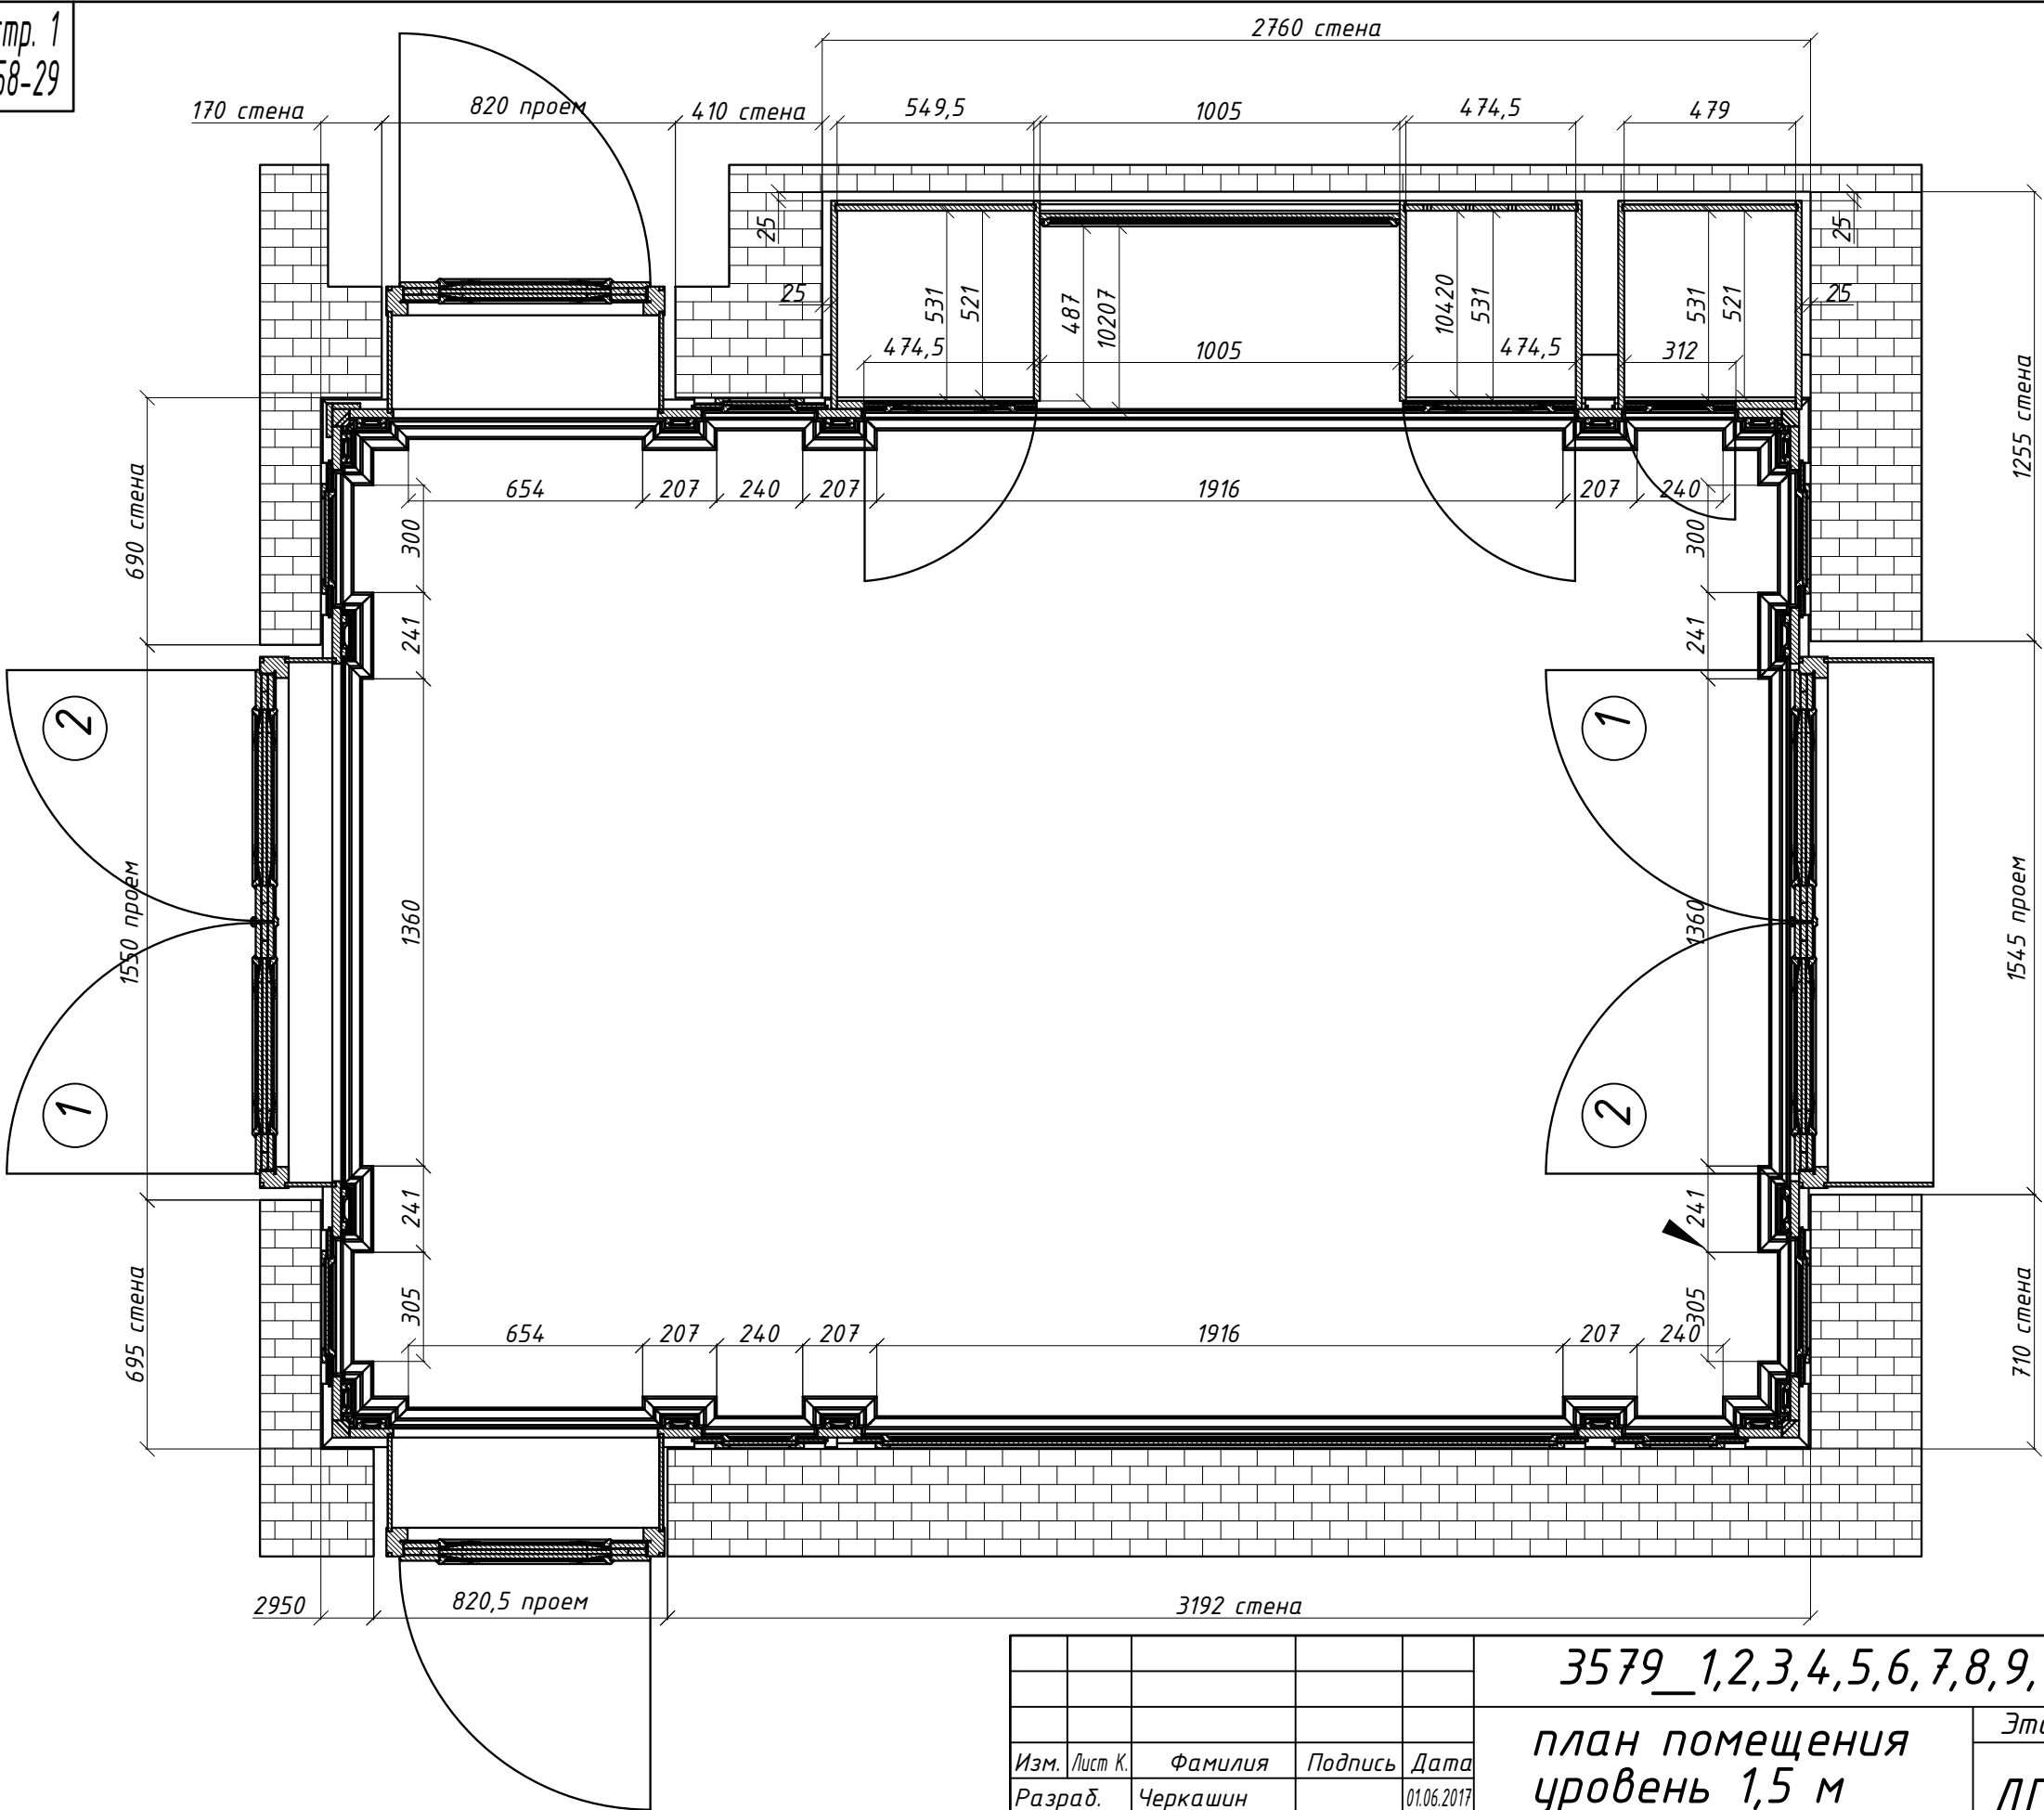 стр. 1
58-29
2760 стена
170 стена
820 проем
410 стена
549,5
1005
474,5
479
25
25
25
25
531
521
487
10207
10420
531
531
521
474,5
1005
474,5
312
1255 стена
690 стена
654
207
240
207
1916
207
240
300
300
241
241
2
1
1550 проем
1360
1360
1545 проем
1
2
241
241
305
305
695 стена
710 стена
654
207
240
207
1916
207
240
2950
820,5 проем
3192 стена
3579_1,2,3,4,5,6,7,8,9,
план помещения
уровень 1,5 м
Изм.
Лист К.
Фамилия
Подпись
Дата
Разраб.
Черкашин
01.06.2017